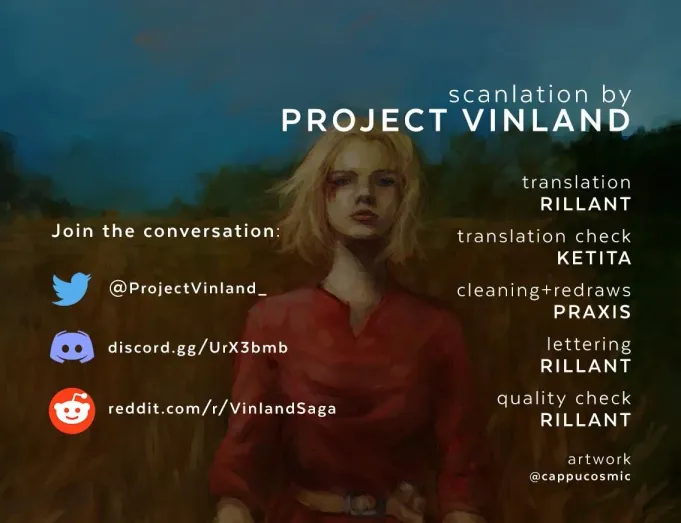 scanlation by
PROJECT VINLAND
translation
RILLANT
translation check
KETITA
cleaning+redraws
PRAXIS
lettering
RILLANT
quality check
RILLANT
artwork
@cappucosmic
Join the conversation:
@ProjectVinland_
discord.gg/UrX3bmb
reddit.com/r/VinlandSaga